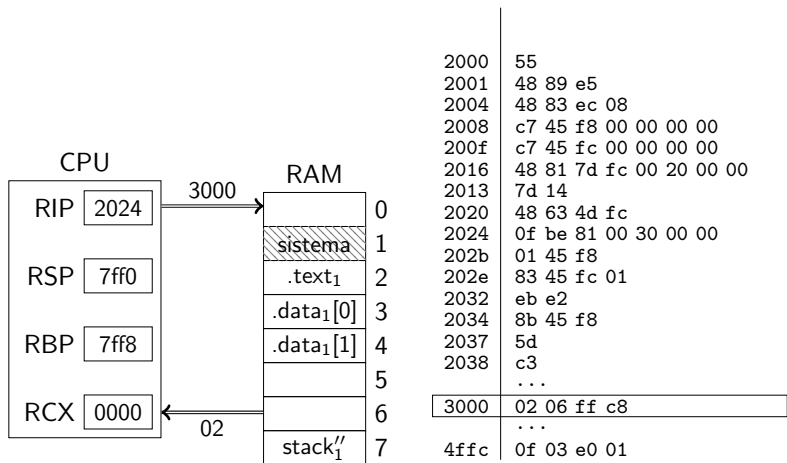 CPU
RIP 2024
RSP 7ff0
RBP 7ff8
RCX 0000
3000
02
RAM
0
sistema 1
.text₁ 2
.data₁[0] 3
.data₁[1] 4
5
6
stack″₁ 7
2000 55
2001 48 89 e5
2004 48 83 ec 08
2008 c7 45 f8 00 00 00 00
200f c7 45 fc 00 00 00 00
2016 48 81 7d fc 00 20 00 00
2013 7d 14
2020 48 63 4d fc
2024 0f be 81 00 30 00 00
202b 01 45 f8
202e 83 45 fc 01
2032 eb e2
2034 8b 45 f8
2037 5d
2038 c3
...
3000 02 06 ff c8
...
4ffc 0f 03 e0 01